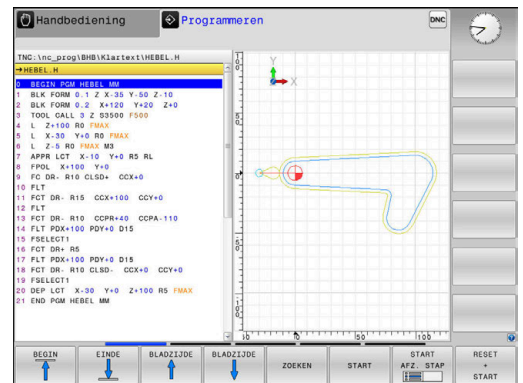 Handbediening
Programmeren
DNC
TNC:\nc_prog\BHB\Klartext\HEBEL.H
→HEBEL.H
0 BEGIN PGM HEBEL MM
1 BLK FORM 0.1 Z X-35 Y-50 Z-10
2 BLK FORM 0.2 X+120 Y+20 Z+0
3 TOOL CALL 3 Z S3500 F500
4 L Z+100 R0 FMAX
5 L X-30 Y+0 R0 FMAX
6 L Z-5 R0 FMAX M3
7 APPR LCT X-10 Y+0 R5 RL
8 FPOL X+100 Y+0
9 FC DR- R10 CLSD+ CCX+0
10 FLT
11 FCT DR- R15 CCX+100 CCY+0
12 FLT
13 FCT DR- R10 CCPR+40 CCPA-110
14 FLT PDX+100 PDY+0 D15
15 FSELECT1
16 FCT DR+ R5
17 FLT PDX+100 PDY+0 D15
18 FCT DR- R10 CLSD- CCX+0 CCY+0
19 FSELECT1
20 DEP LCT X-30 Y+0 Z+100 R5 FMAX
21 END PGM HEBEL MM
Y
X
0
50
100
BEGIN
EINDE
BLADZIJDE
BLADZIJDE
ZOEKEN
START
START
AFZ. STAP
RESET
+
START